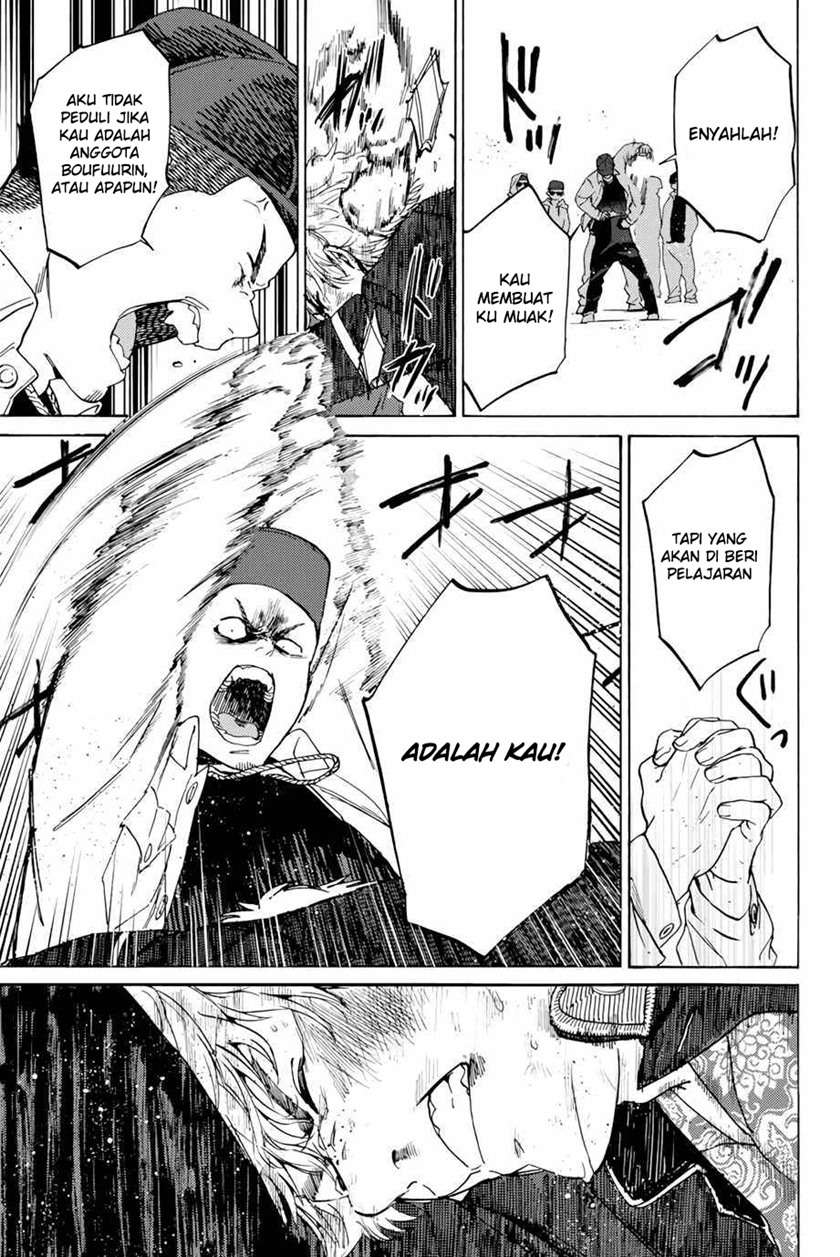 ENYAHLAH!
KAU
MEMBUAT
KU MUAK!
AKU TIDAK
PEDULI JIKA
KAU ADALAH
ANGGOTA
BOUFUURIN,
ATAU APAPUN!
TAPI YANG
AKAN DI BERI
PELAJARAN
ADALAH KAU!